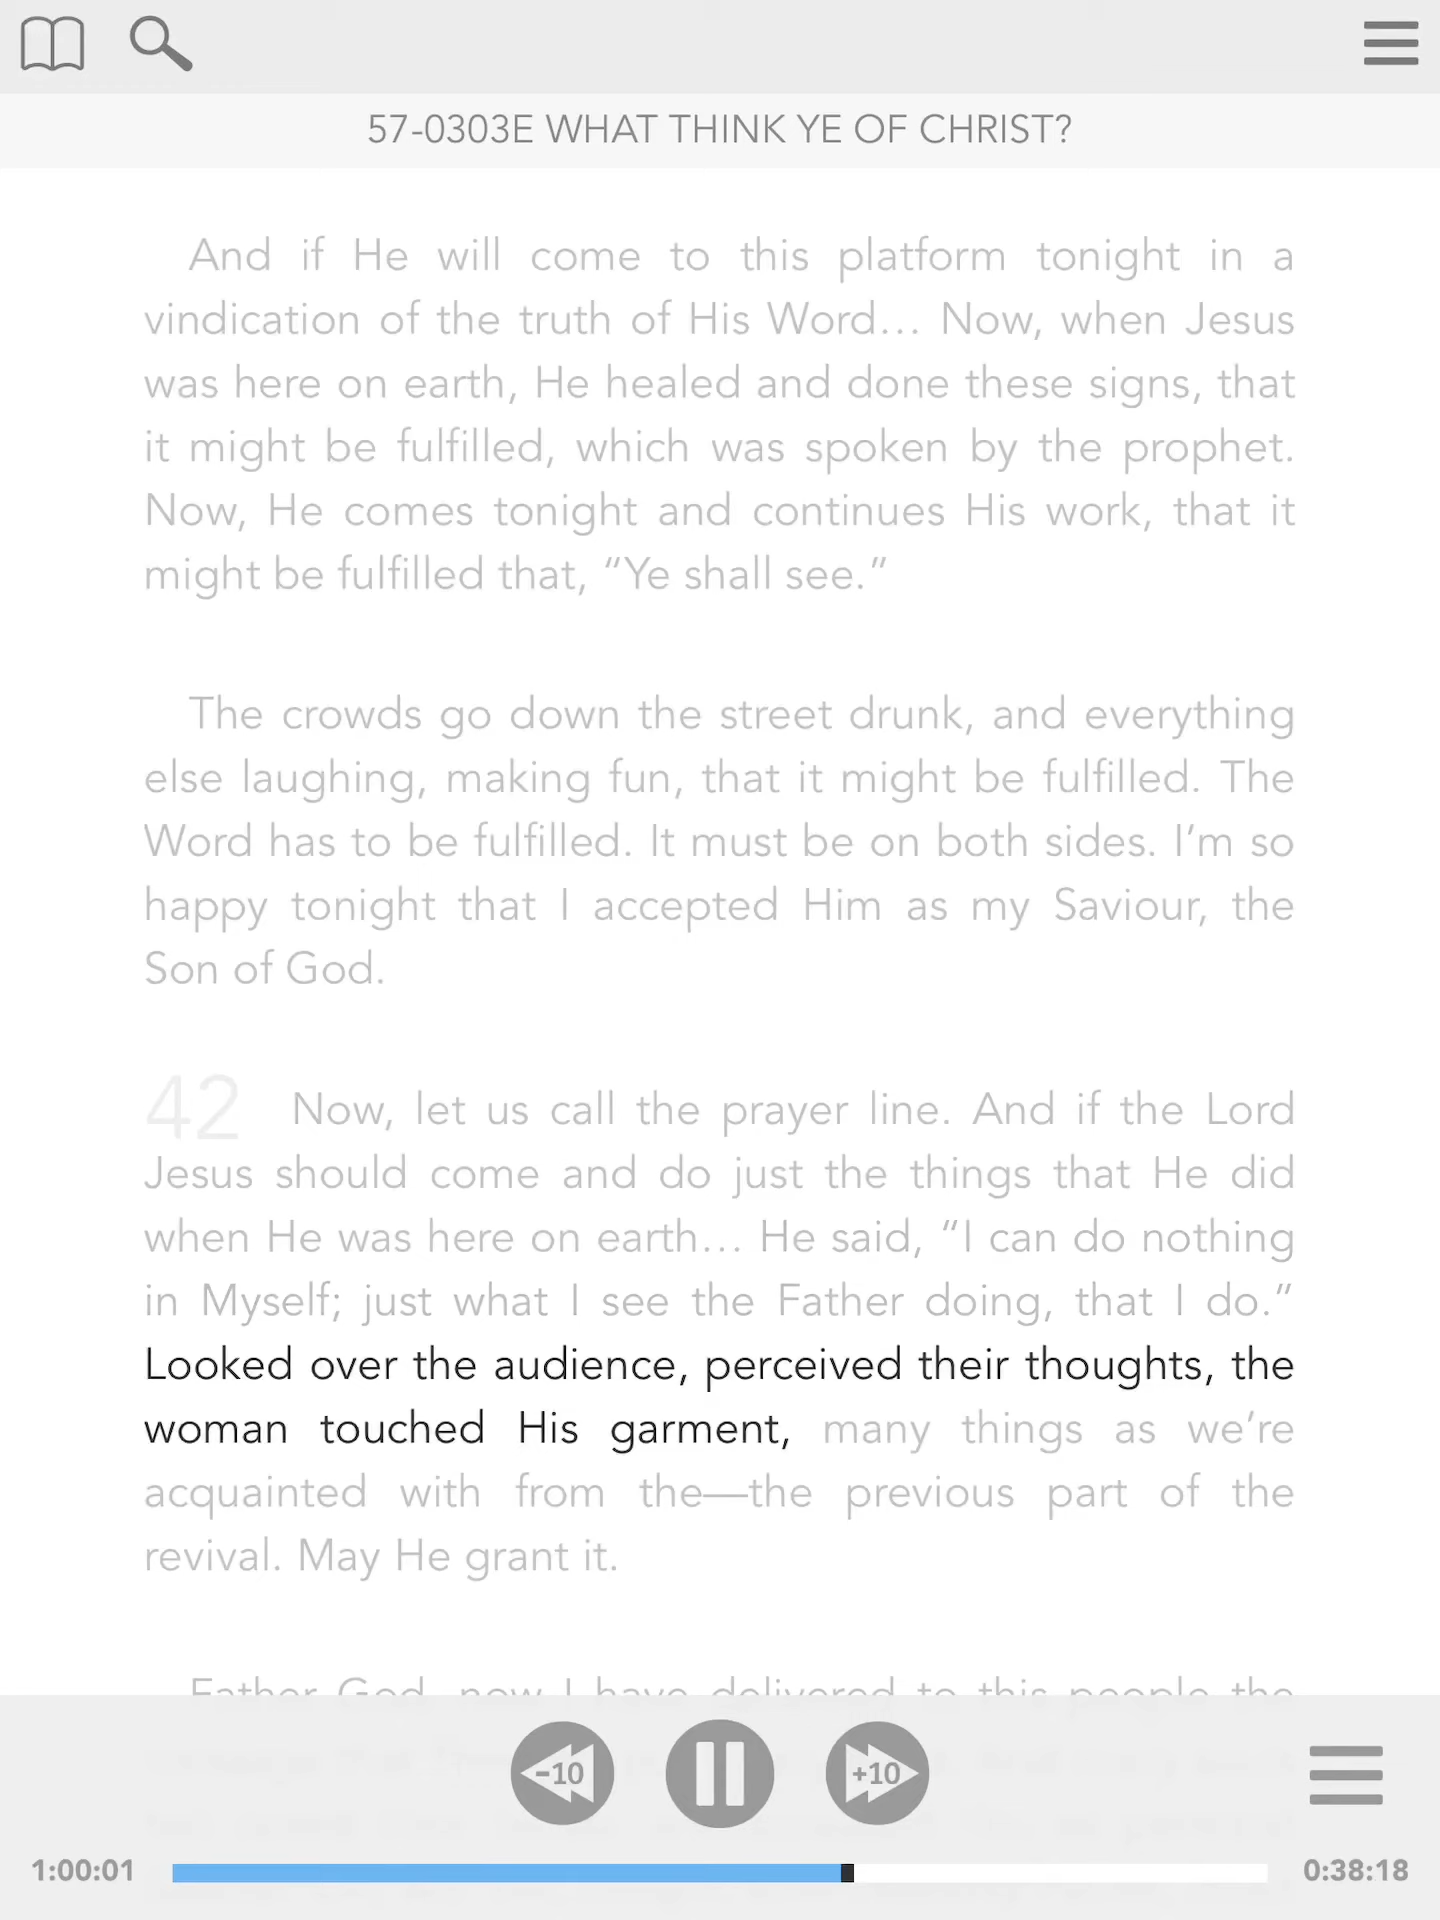 57-0303E WHAT THINK YE OF CHRIST?
And if He will come to this platform tonight in a
vindication of the truth of His Word… Now, when Jesus
was here on earth, He healed and done these signs, that
it might be fulfilled, which was spoken by the prophet.
Now, He comes tonight and continues His work, that it
might be fulfilled that, “Ye shall see.”
The crowds go down the street drunk, and everything
else laughing, making fun, that it might be fulfilled. The
Word has to be fulfilled. It must be on both sides. I’m so
happy tonight that I accepted Him as my Saviour, the
Son of God.
42 Now, let us call the prayer line. And if the Lord
Jesus should come and do just the things that He did
when He was here on earth… He said, “I can do nothing
in Myself; just what I see the Father doing, that I do.”
Looked over the audience, perceived their thoughts, the
woman touched His garment, many things as we’re
acquainted with from the—the previous part of the
revival. May He grant it.
Father God, now I have delivered to this people the
-10 +10
1:00:01 0:38:18